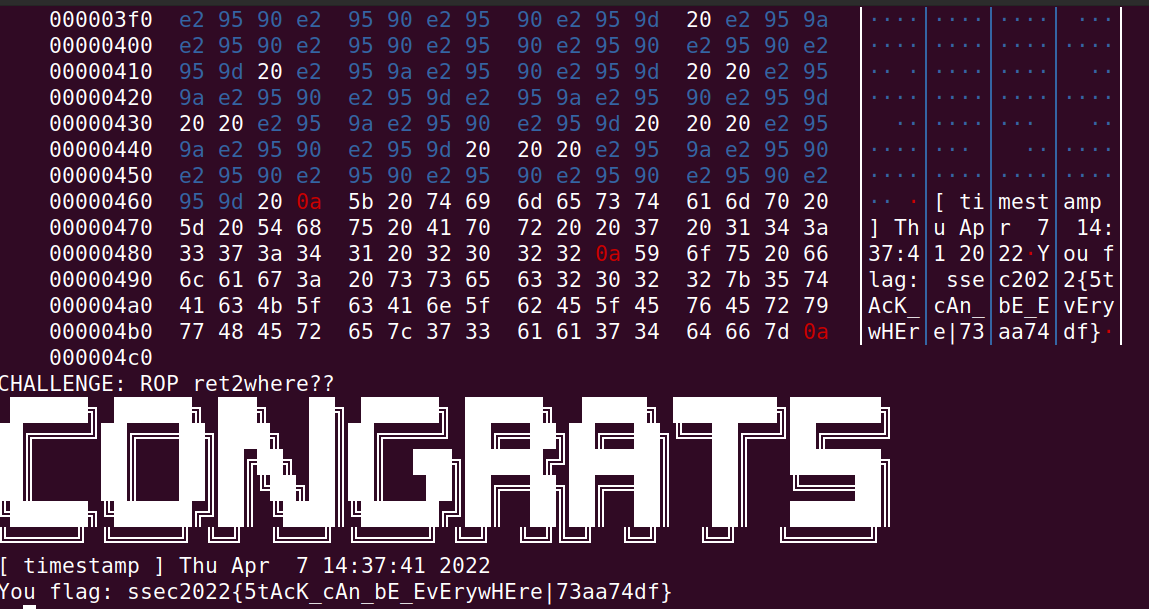 000003f0 e2 95 90 e2 95 90 e2 95 90 e2 95 9d 20 e2 95 9a │····│····│····│ ···│
00000400 e2 95 90 e2 95 90 e2 95 90 e2 95 90 e2 95 90 e2 │····│····│····│····│
00000410 95 9d 20 e2 95 9a e2 95 90 e2 95 9d 20 20 e2 95 │·· ·│····│····│  ··│
00000420 9a e2 95 90 e2 95 9d e2 95 9a e2 95 90 e2 95 9d │····│····│····│····│
00000430 20 20 e2 95 9a e2 95 90 e2 95 9d 20 20 20 e2 95 │  ··│····│··· │  ··│
00000440 9a e2 95 90 e2 95 9d 20 20 20 e2 95 9a e2 95 90 │····│··· │  ··│····│
00000450 e2 95 90 e2 95 90 e2 95 90 e2 95 90 e2 95 90 e2 │····│····│····│····│
00000460 95 9d 20 0a 5b 20 74 69 6d 65 73 74 61 6d 70 20 │·· ·│[ ti│mest│amp │
00000470 5d 20 54 68 75 20 41 70 72 20 20 37 20 31 34 3a │] Th│u Ap│r  7│ 14:│
00000480 33 37 3a 34 31 20 32 30 32 32 0a 59 6f 75 20 66 │37:4│1 20│22·Y│ou f│
00000490 6c 61 67 3a 20 73 73 65 63 32 30 32 32 7b 35 74 │lag:│ sse│c202│2{5t│
000004a0 41 63 4b 5f 63 41 6e 5f 62 45 5f 45 76 45 72 79 │AcK_│cAn_│bE_E│vEry│
000004b0 77 48 45 72 65 7c 37 33 61 61 37 34 64 66 7d 0a │wHEr│e|73│aa74│df}·│
000004c0
CHALLENGE: ROP ret2where??
CONGRATS
[ timestamp ] Thu Apr  7 14:37:41 2022
You flag: ssec2022{5tAcK_cAn_bE_EvErywHEre|73aa74df}